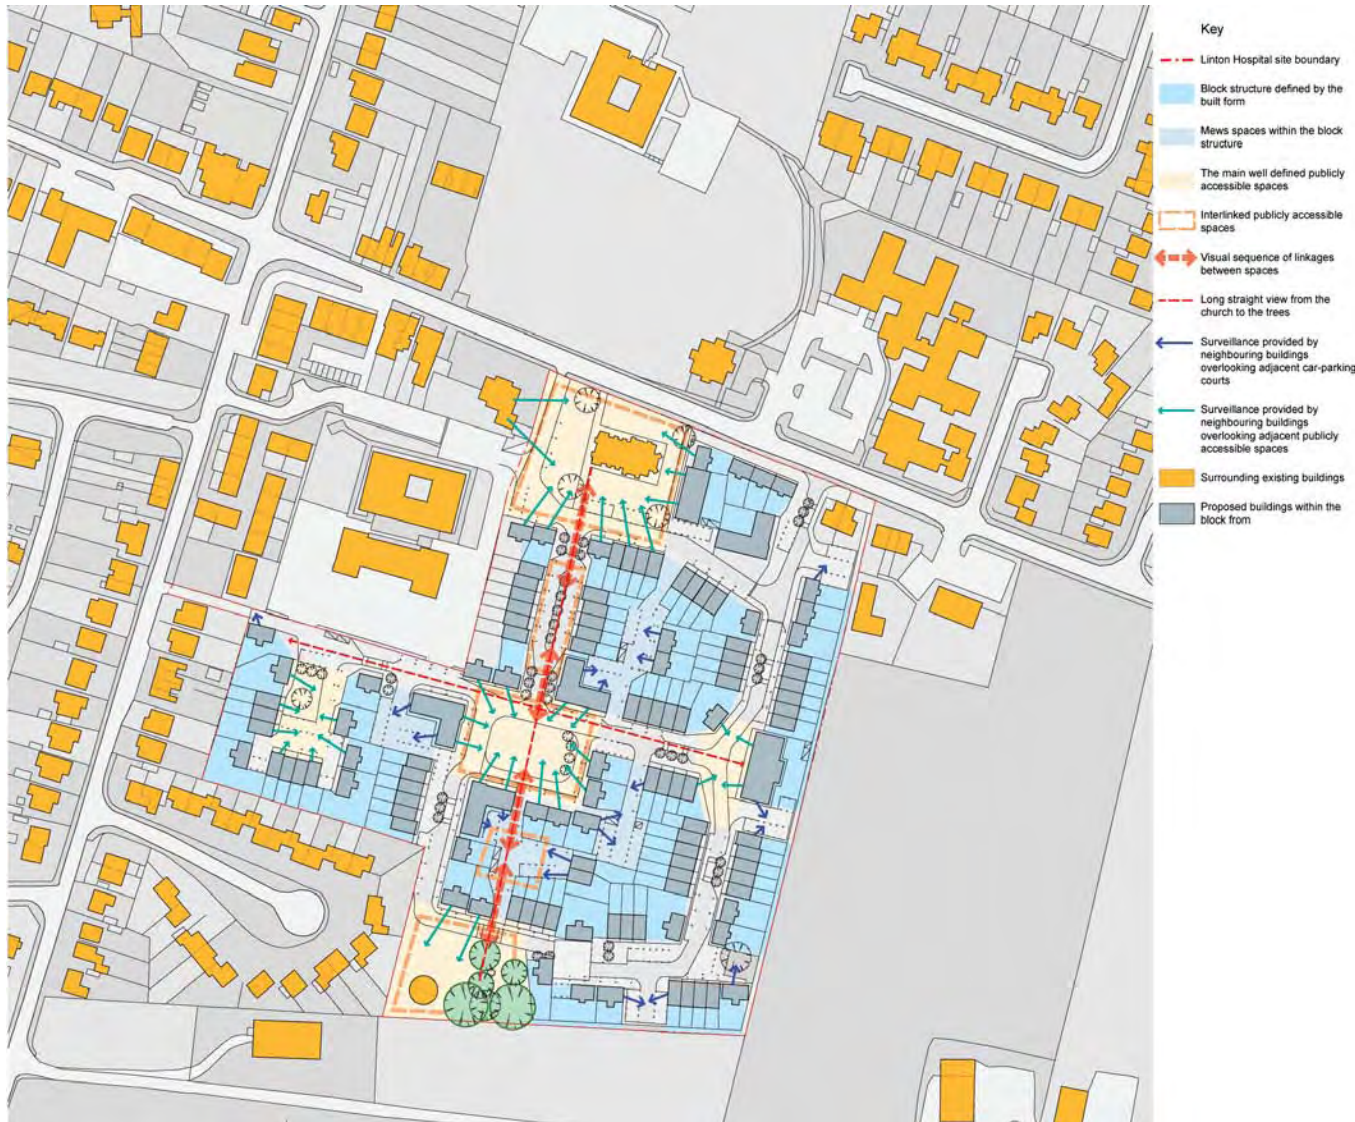 Key
Linton Hospital site boundary
Block structure defined by the
built form
Mews spaces within the block
structure
The main well defined publicly
accessible spaces
Interlinked publicly accessible
spaces
Visual sequence of linkages
between spaces
Long straight view from the
church to the trees
Surveillance provided by
neighbouring buildings
overlooking adjacent car-parking
courts
Surveillance provided by
neighbouring buildings
overlooking adjacent publicly
accessible spaces
Surrounding existing buildings
Proposed buildings within the
block from